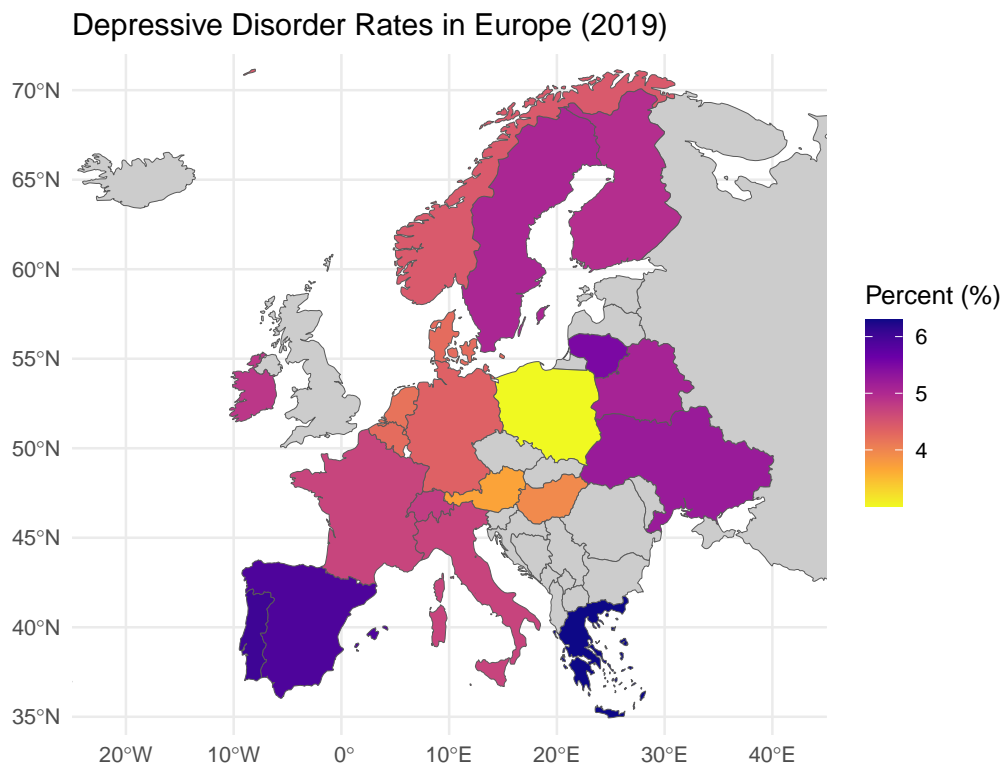 Depressive Disorder Rates in Europe (2019)
70°N
65°N
60°N
55°N
50°N
45°N
40°N
35°N
20°W
10°W
0°
10°E
20°E
30°E
40°E
Percent (%)
6
5
4